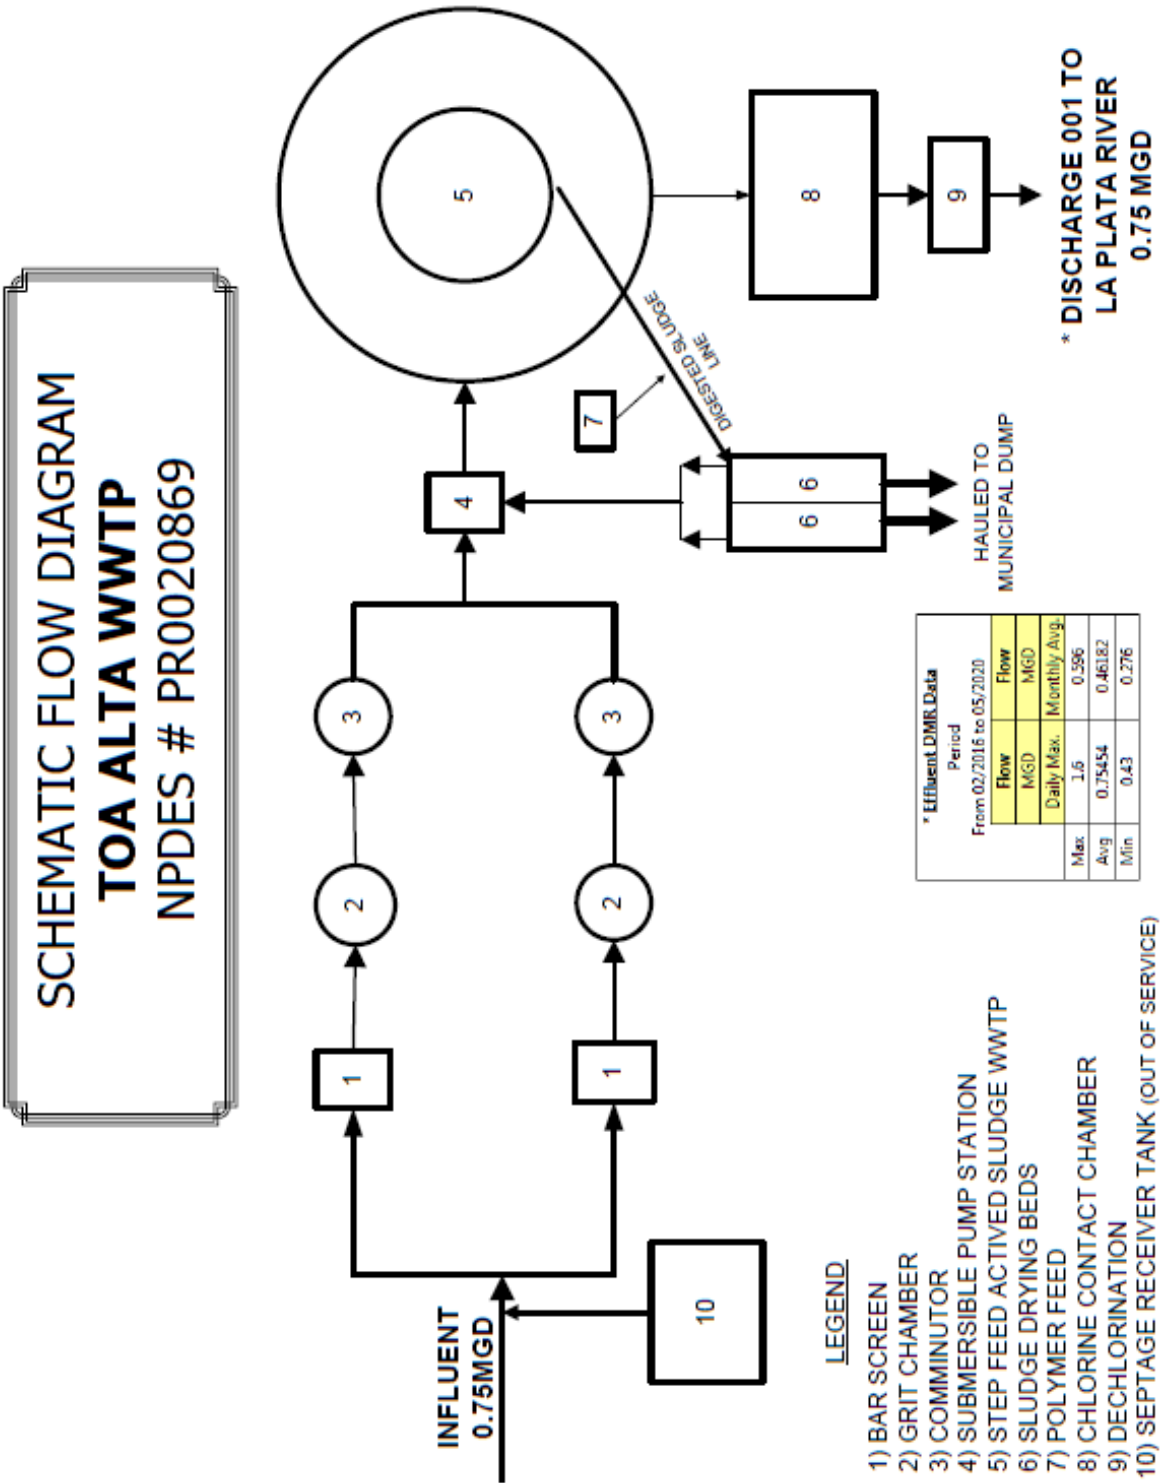 SCHEMATIC FLOW DIAGRAM
TOA ALTA WWTP
NPDES # PR0020869
INFLUENT
0.75MGD
10
1
2
3
1
2
3
4
5
7
DIGESTED SLUDGE
LINE
6
6
8
9
HAULED TO
MUNICIPAL DUMP
* DISCHARGE 001 TO
LA PLATA RIVER
0.75 MGD
LEGEND
1) BAR SCREEN
2) GRIT CHAMBER
3) COMMINUTOR
4) SUBMERSIBLE PUMP STATION
5) STEP FEED ACTIVED SLUDGE WWTP
6) SLUDGE DRYING BEDS
7) POLYMER FEED
8) CHLORINE CONTACT CHAMBER
9) DECHLORINATION
10) SEPTAGE RECEIVER TANK (OUT OF SERVICE)
* Effluent DMR Data
Period
From 02/2016 to 05/2020
Flow Flow
MGD MGD
Daily Max. Monthly Avg.
Max 1.6 0.596
Avg 0.75454 0.46182
Min 0.43 0.276